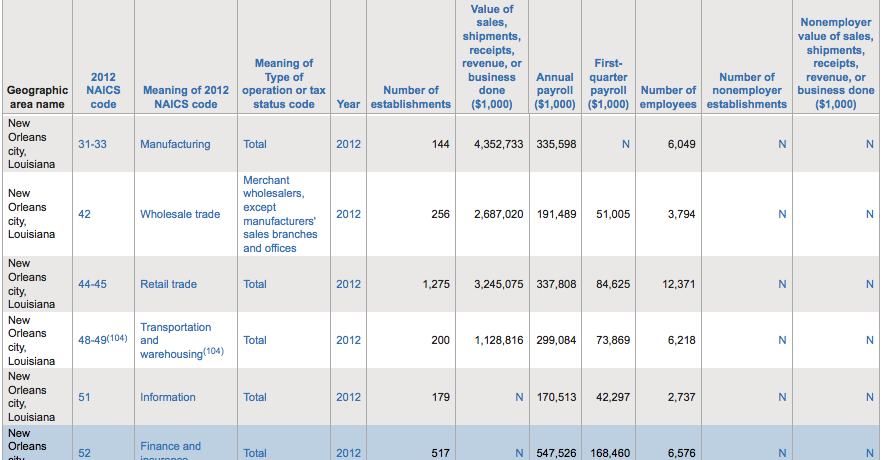 Geographic area name | 2012 NAICS code | Meaning of 2012 NAICS code | Meaning of Type of operation or tax status code | Year | Number of establishments | Value of sales, shipments, receipts, revenue, or business done ($1,000) | Annual payroll ($1,000) | First-quarter payroll ($1,000) | Number of employees | Number of nonemployer establishments | Nonemployer value of sales, shipments, receipts, revenue, or business done ($1,000)
New Orleans city, Louisiana | 31-33 | Manufacturing | Total | 2012 | 144 | 4,352,733 | 335,598 | N | 6,049 | N | N
New Orleans city, Louisiana | 42 | Wholesale trade | Merchant wholesalers, except manufacturers' sales branches and offices | 2012 | 256 | 2,687,020 | 191,489 | 51,005 | 3,794 | N | N
New Orleans city, Louisiana | 44-45 | Retail trade | Total | 2012 | 1,275 | 3,245,075 | 337,808 | 84,625 | 12,371 | N | N
New Orleans city, Louisiana | 48-49(104) | Transportation and warehousing(104) | Total | 2012 | 200 | 1,128,816 | 299,084 | 73,869 | 6,218 | N | N
New Orleans city, Louisiana | 51 | Information | Total | 2012 | 179 | N | 170,513 | 42,297 | 2,737 | N | N
New Orleans | 52 | Finance and | Total | 2012 | 517 | N | 547,526 | 168,460 | 6,576 | N | N